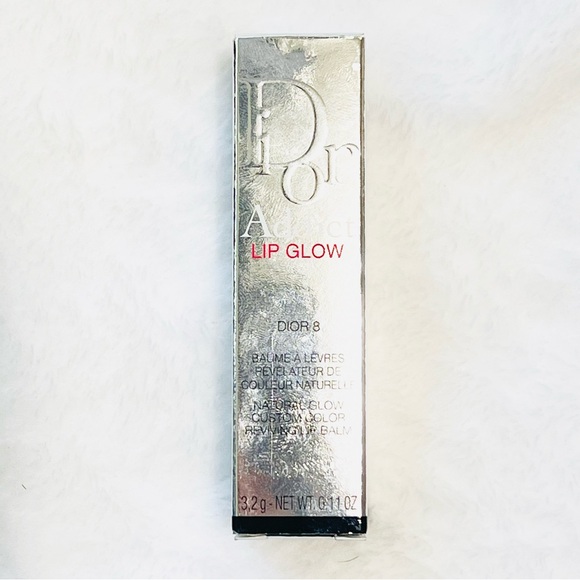 Dior
Addict
LIP GLOW
DIOR 8
BAUME À LÈVRES
RÉVÉLATEUR DE
COULEUR NATURELLE
NATURAL GLOW
CUSTOM COLOR
REVIVING LIP BALM
3,2 g - NET WT. 0.11 OZ